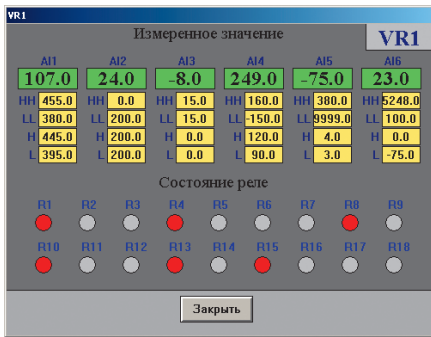 VR1
Измеренное значение VR1
AI1 AI2 AI3 AI4 AI5 AI6
107.0 24.0 -8.0 249.0 -75.0 23.0
HH 455.0 HH 0.0 HH 15.0 HH 160.0 HH 380.0 HH 5248.0
LL 380.0 LL 200.0 LL 15.0 LL -150.0 LL 9999.0 LL 100.0
H 445.0 H 200.0 H 0.0 H 120.0 H 4.0 H 0.0
L 395.0 L 200.0 L 0.0 L 90.0 L 3.0 L -75.0
Состояние реле
R1 R2 R3 R4 R5 R6 R7 R8 R9
R10 R11 R12 R13 R14 R15 R16 R17 R18
Закрыть